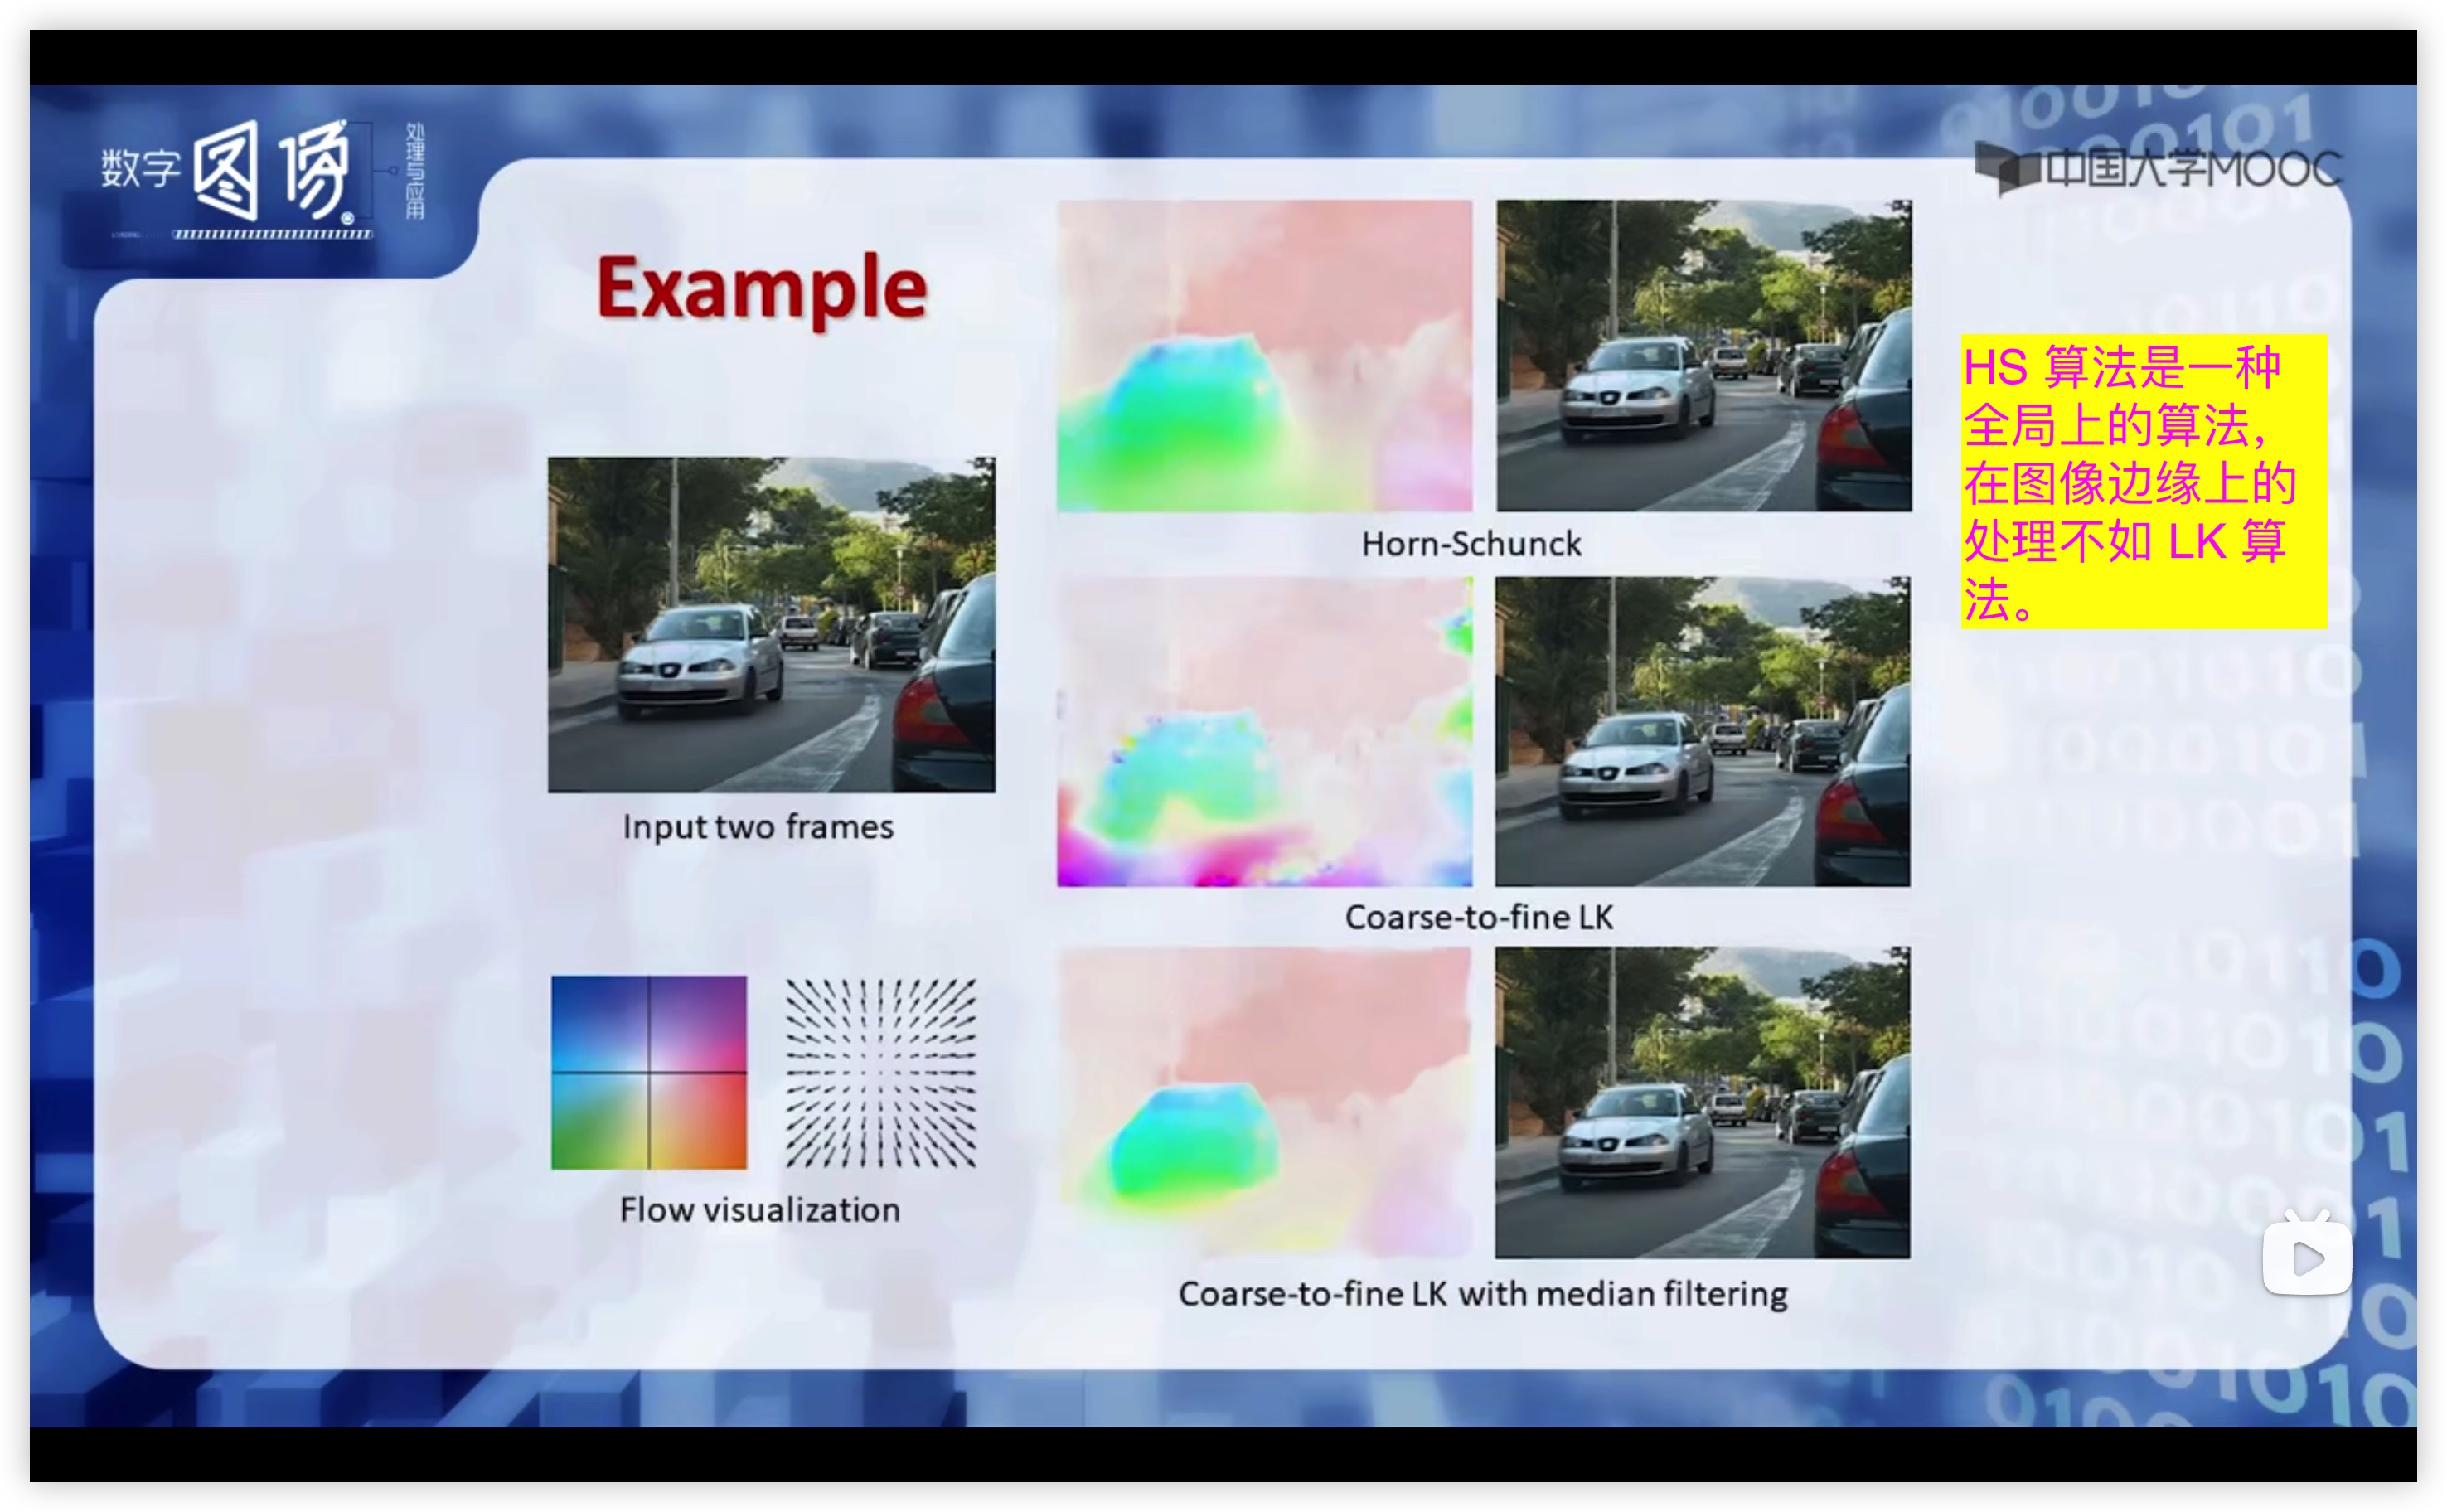 数字图像
处理与应用
中国大学MOOC
Example
Input two frames
Flow visualization
Horn-Schunck
Coarse-to-fine LK
Coarse-to-fine LK with median filtering
HS 算法是一种
全局上的算法，
在图像边缘上的
处理不如 LK 算
法。